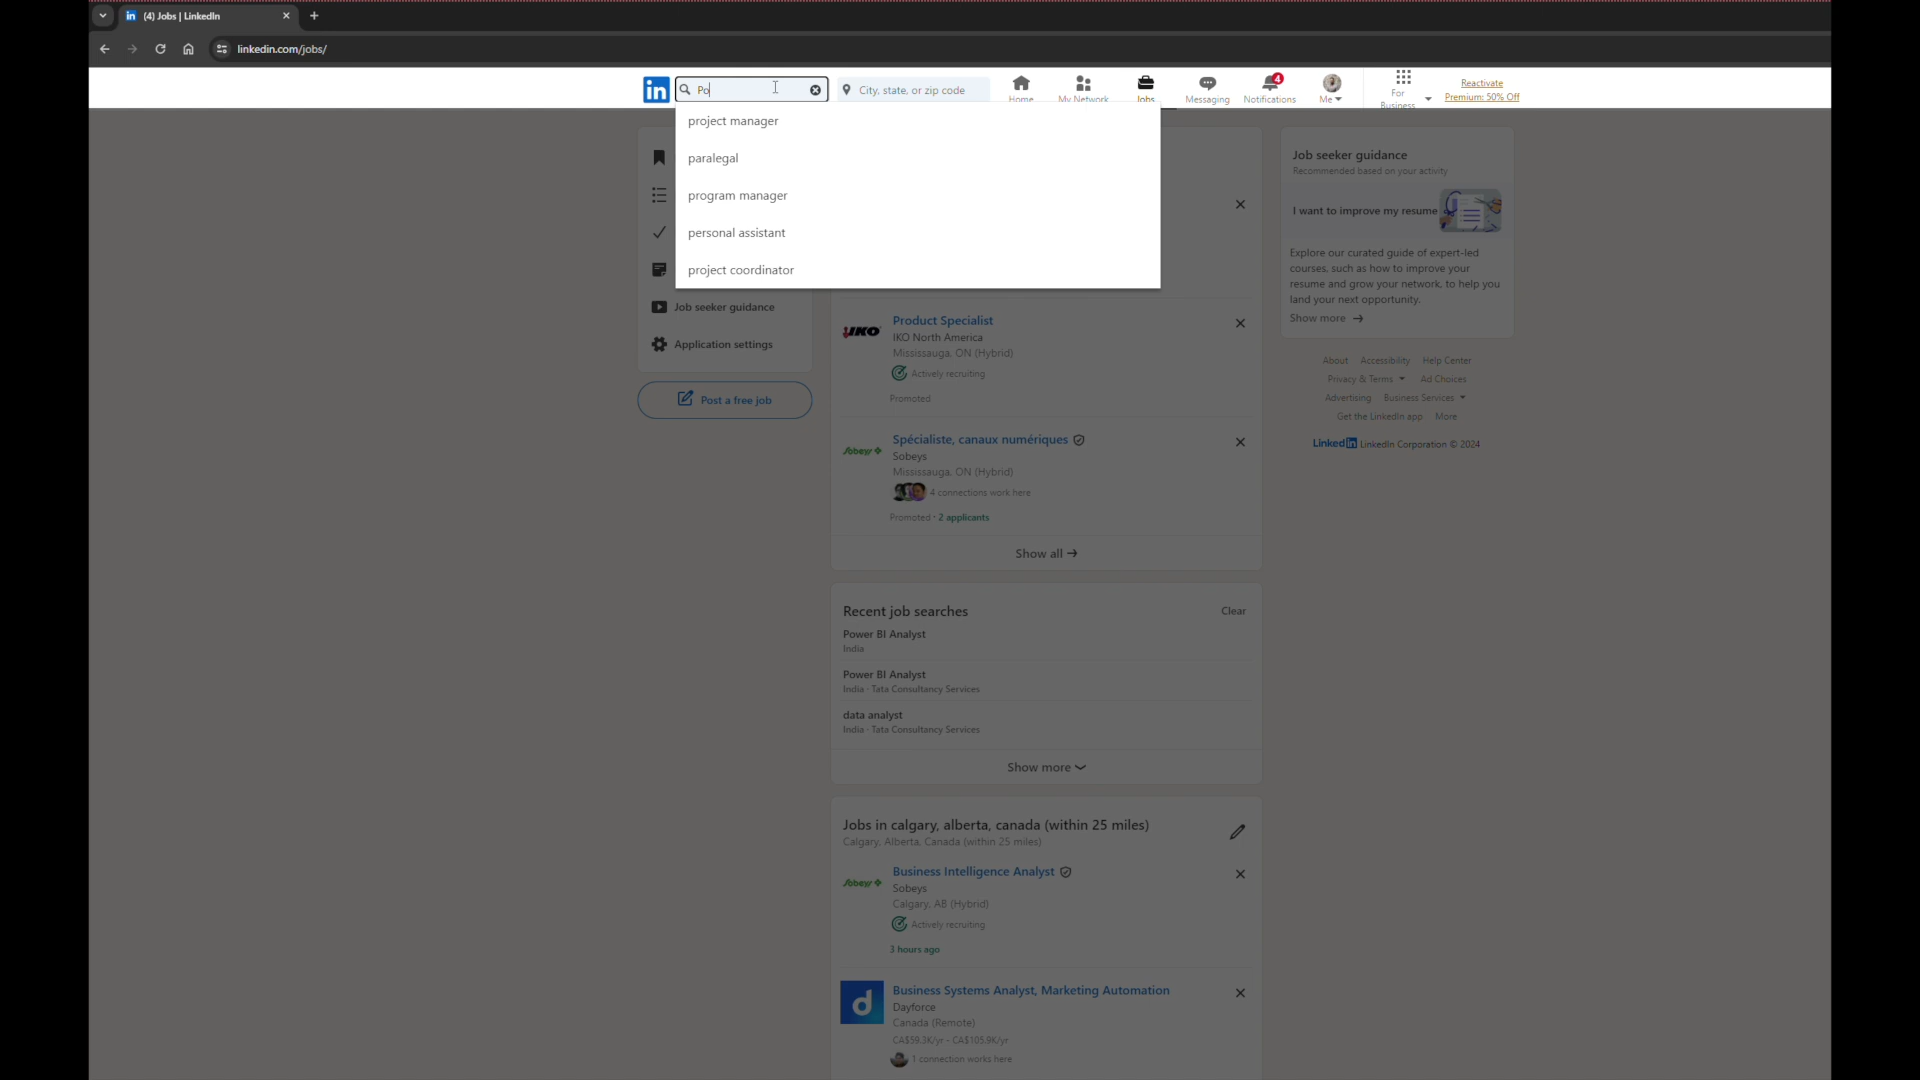 (4) Jobs | LinkedIn
linkedin.com/jobs/
in
Po
City, state, or zip code
Home
My Network
Jobs
Messaging
4
Notifications
Me
For
Business
Reactivate
Premium: 50% Off
project manager
paralegal
program manager
personal assistant
project coordinator
Job seeker guidance
Application settings
Post a free job
IKO
Product Specialist
IKO North America
Mississauga, ON (Hybrid)
Actively recruiting
Promoted
Sobeys
Spécialiste, canaux numériques
Sobeys
Mississauga, ON (Hybrid)
4 connections work here
Promoted · 2 applicants
Show all →
Recent job searches
Clear
Power BI Analyst
India
Power BI Analyst
India · Tata Consultancy Services
data analyst
India · Tata Consultancy Services
Show more
Jobs in calgary, alberta, canada (within 25 miles)
Calgary, Alberta, Canada (within 25 miles)
Sobeys
Business Intelligence Analyst
Sobeys
Calgary, AB (Hybrid)
Actively recruiting
3 hours ago
d
Business Systems Analyst, Marketing Automation
Dayforce
Canada (Remote)
CA$59.3K/yr - CA$105.9K/yr
1 connection works here
Job seeker guidance
Recommended based on your activity
I want to improve my resume
Explore our curated guide of expert-led
courses, such as how to improve your
resume and grow your network, to help you
land your next opportunity.
Show more →
About Accessibility Help Center
Privacy & Terms Ad Choices
Advertising Business Services
Get the LinkedIn app More
LinkedIn LinkedIn Corporation © 2024